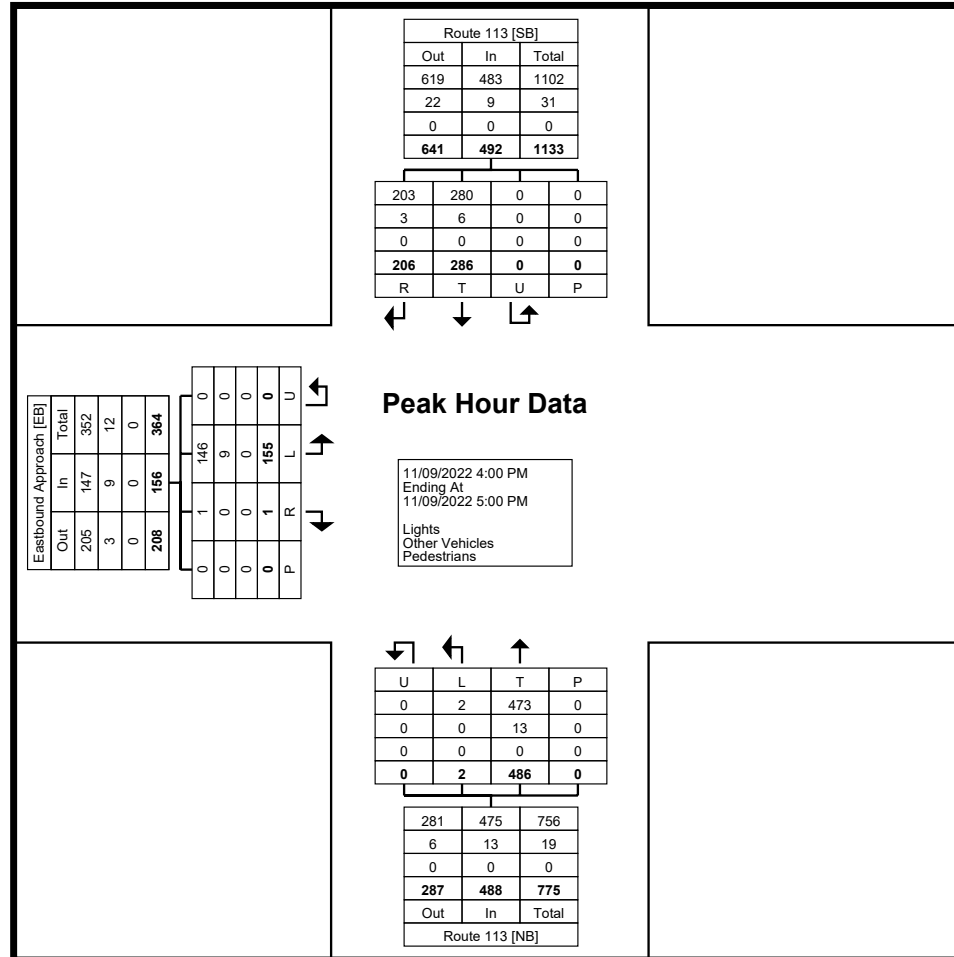 Route 113 [SB]
Out In Total
619 483 1102
22 9 31
0 0 0
641 492 1133
203 280 0 0
3 6 0 0
0 0 0 0
206 286 0 0
R T U P
Eastbound Approach [EB]
Out In Total
205 147 352
3 9 12
0 0 0
208 156 364
0 1 146 0
0 0 9 0
0 0 0 0
0 1 155 0
P R L U
Peak Hour Data
11/09/2022 4:00 PM
Ending At
11/09/2022 5:00 PM
Lights
Other Vehicles
Pedestrians
U L T P
0 2 473 0
0 0 13 0
0 0 0 0
0 2 486 0
281 475 756
6 13 19
0 0 0
287 488 775
Out In Total
Route 113 [NB]